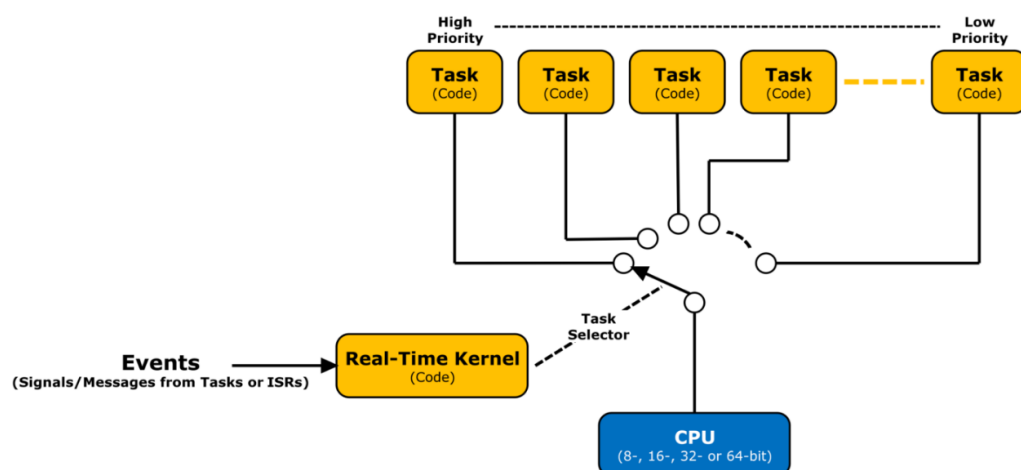 High
Priority
Low
Priority
Task
(Code)
Task
(Code)
Task
(Code)
Task
(Code)
Task
(Code)
Task
Selector
Events
(Signals/Messages from Tasks or ISRs)
Real-Time Kernel
(Code)
CPU
(8-, 16-, 32- or 64-bit)